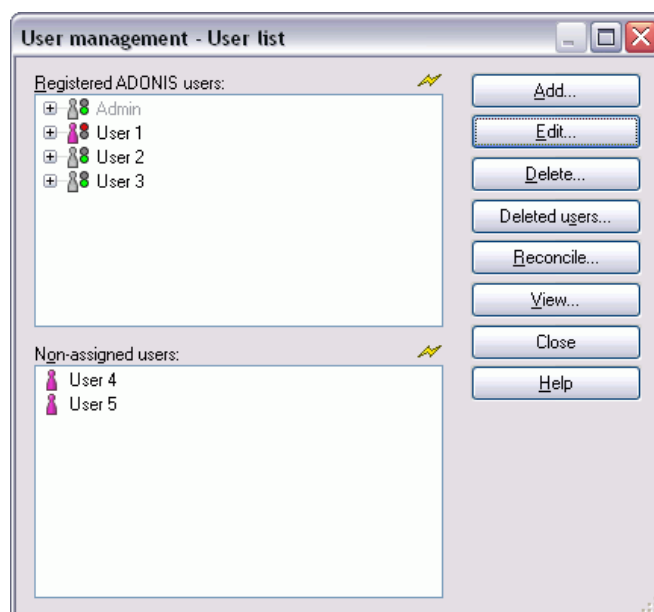 User management - User list
Registered ADONIS users:
Admin
User 1
User 2
User 3
Non-assigned users:
User 4
User 5
Add...
Edit...
Delete...
Deleted users...
Reconcile...
View...
Close
Help